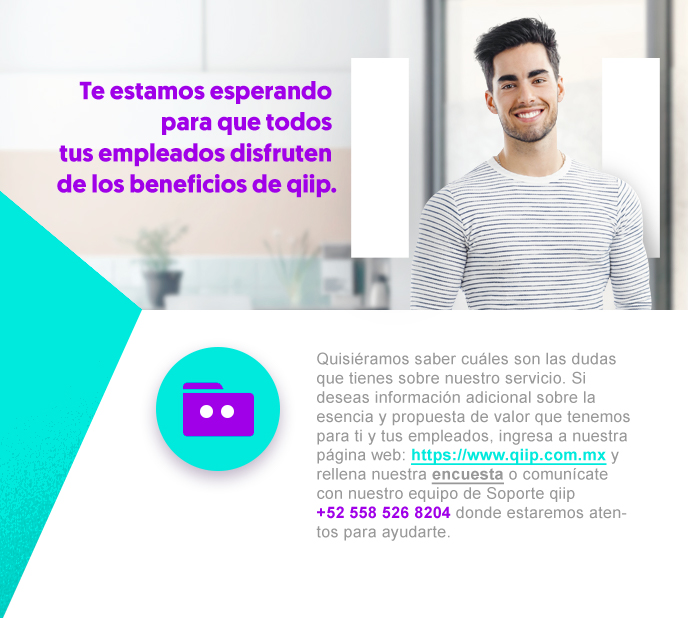 Te estamos esperando
para que todos
tus empleados disfruten
de los beneficios de qiip.
Quisiéramos saber cuáles son las dudas
que tienes sobre nuestro servicio. Si
deseas información adicional sobre la
esencia y propuesta de valor que tenemos
para ti y tus empleados, ingresa a nuestra
página web: https://www.qiip.com.mx y
rellena nuestra encuesta o comunícate
con nuestro equipo de Soporte qiip
+52 558 526 8204 donde estaremos aten-
tos para ayudarte.